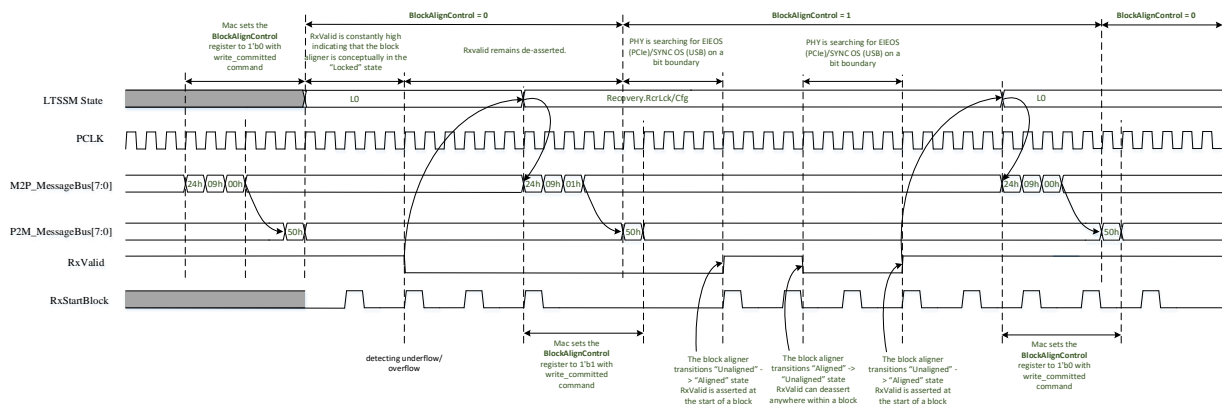 BlockAlignControl = 0
BlockAlignControl = 1
BlockAlignControl = 0
Mac sets the
BlockAlignControl
register to 1'b0 with
write_committed
command
RxValid is constantly high
indicating that the block
aligner is conceptually in the
"Locked" state
Rxvalid remains de-asserted.
PHY is searching for EIEOS
(PCIe)/SYNC OS (USB) on a
bit boundary
PHY is searching for EIEOS
(PCIe)/SYNC OS (USB) on a
bit boundary
LTSSM State
L0
Recovery.RcrLck/Cfg
L0
PCLK
M2P_MessageBus[7:0]
24h 09h 00h
24h 09h 01h
24h 09h 00h
P2M_MessageBus[7:0]
50h
50h
50h
RxValid
RxStartBlock
detecting underflow/
overflow
Mac sets the
BlockAlignControl
register to 1'b1 with
write_committed
command
The block aligner
transitions "Unaligned" -
> "Aligned" state
RxValid is asserted at
the start of a block
The block aligner
transitions "Aligned" ->
"Unaligned" state
RxValid can deassert
anywhere within a block
The block aligner
transitions "Unaligned" -
> "Aligned" state
RxValid is asserted at
the start of a block
Mac sets the
BlockAlignControl
register to 1'b0 with
write_committed
command